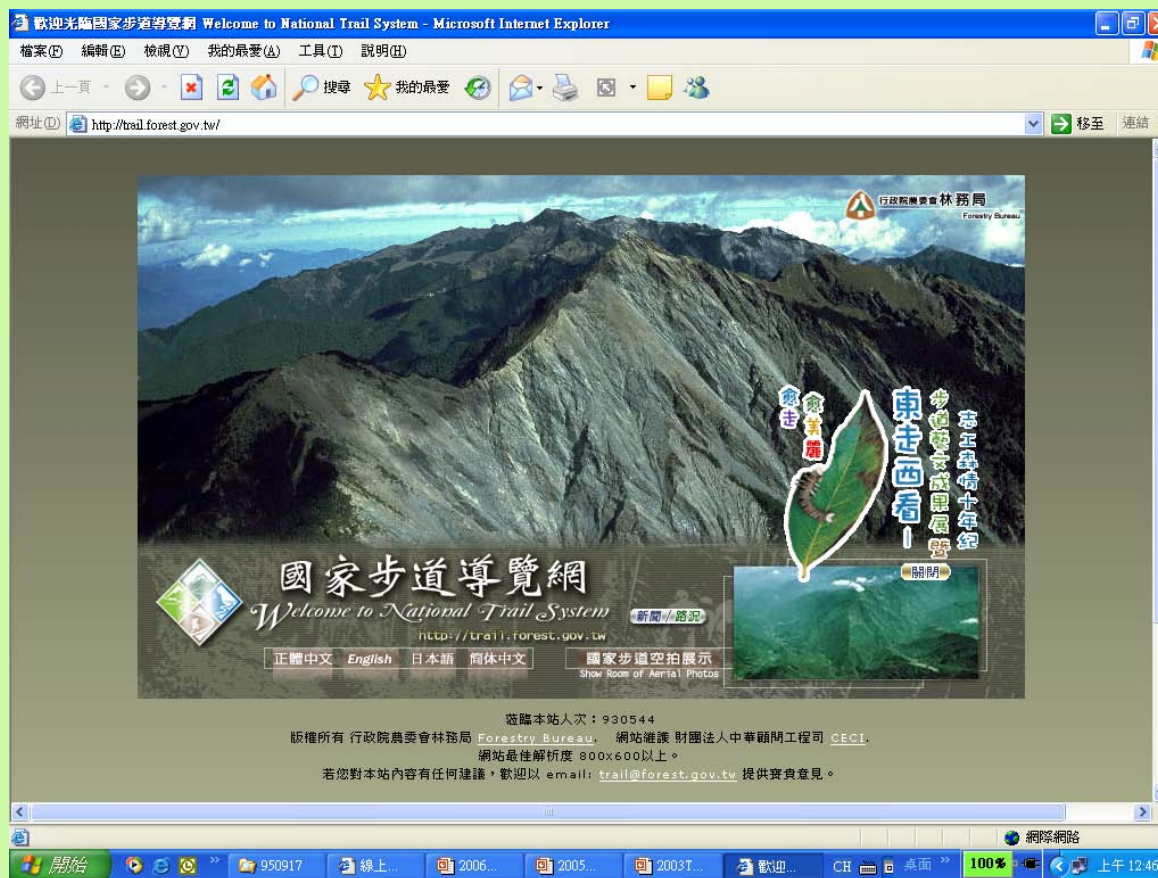 歡迎光臨國家步道導覽網 Welcome to National Trail System - Microsoft Internet Explorer
檔案(F) 編輯(E) 檢視(V) 我的最愛(A) 工具(T) 說明(H)
上一頁 搜尋 我的最愛
網址(D) http://trail.forest.gov.tw/ 移至 連結
行政院農委會林務局
Forestry Bureau
愈走
愈美麗
東走西看
步道藝文成果展暨
志工森情十年紀
關閉
國家步道導覽網
Welcome to National Trail System
新聞/路況
http://trail.forest.gov.tw
正體中文 English 日本語 简体中文 國家步道空拍展示
Show Room of Aerial Photos
蒞臨本站人次：930544
版權所有 行政院農委會林務局 Forestry Bureau. 網站維護 財團法人中華顧問工程司 CECI.
網站最佳解析度 800x600以上。
若您對本站內容有任何建議，歡迎以 email: trail@forest.gov.tw 提供寶貴意見。
網際網路
開始 950917 線上... 2006... 2005... 2003T... 歡迎... CH 桌面 100% 上午 12:46